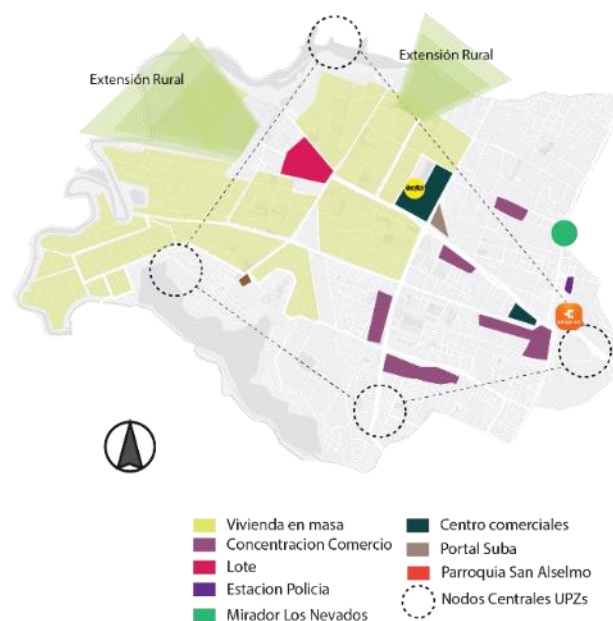 Extensión Rural
Extensión Rural
Vivienda en masa
Concentracion Comercio
Lote
Estacion Policia
Mirador Los Nevados
Centro comerciales
Portal Suba
Parroquia San Alselmo
Nodos Centrales UPZs